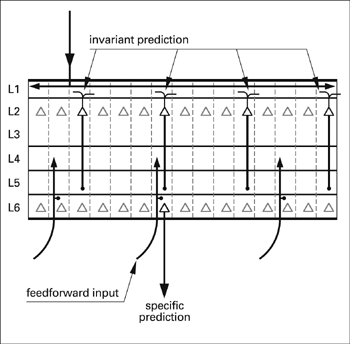 invariant prediction
L1
L2
L3
L4
L5
L6
feedforward input
specific
prediction